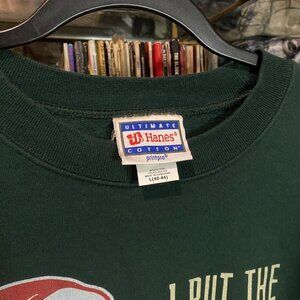 ULTIMATE
Hanes®
COTTON®
printpro®
L(42-44)
I PUT THE